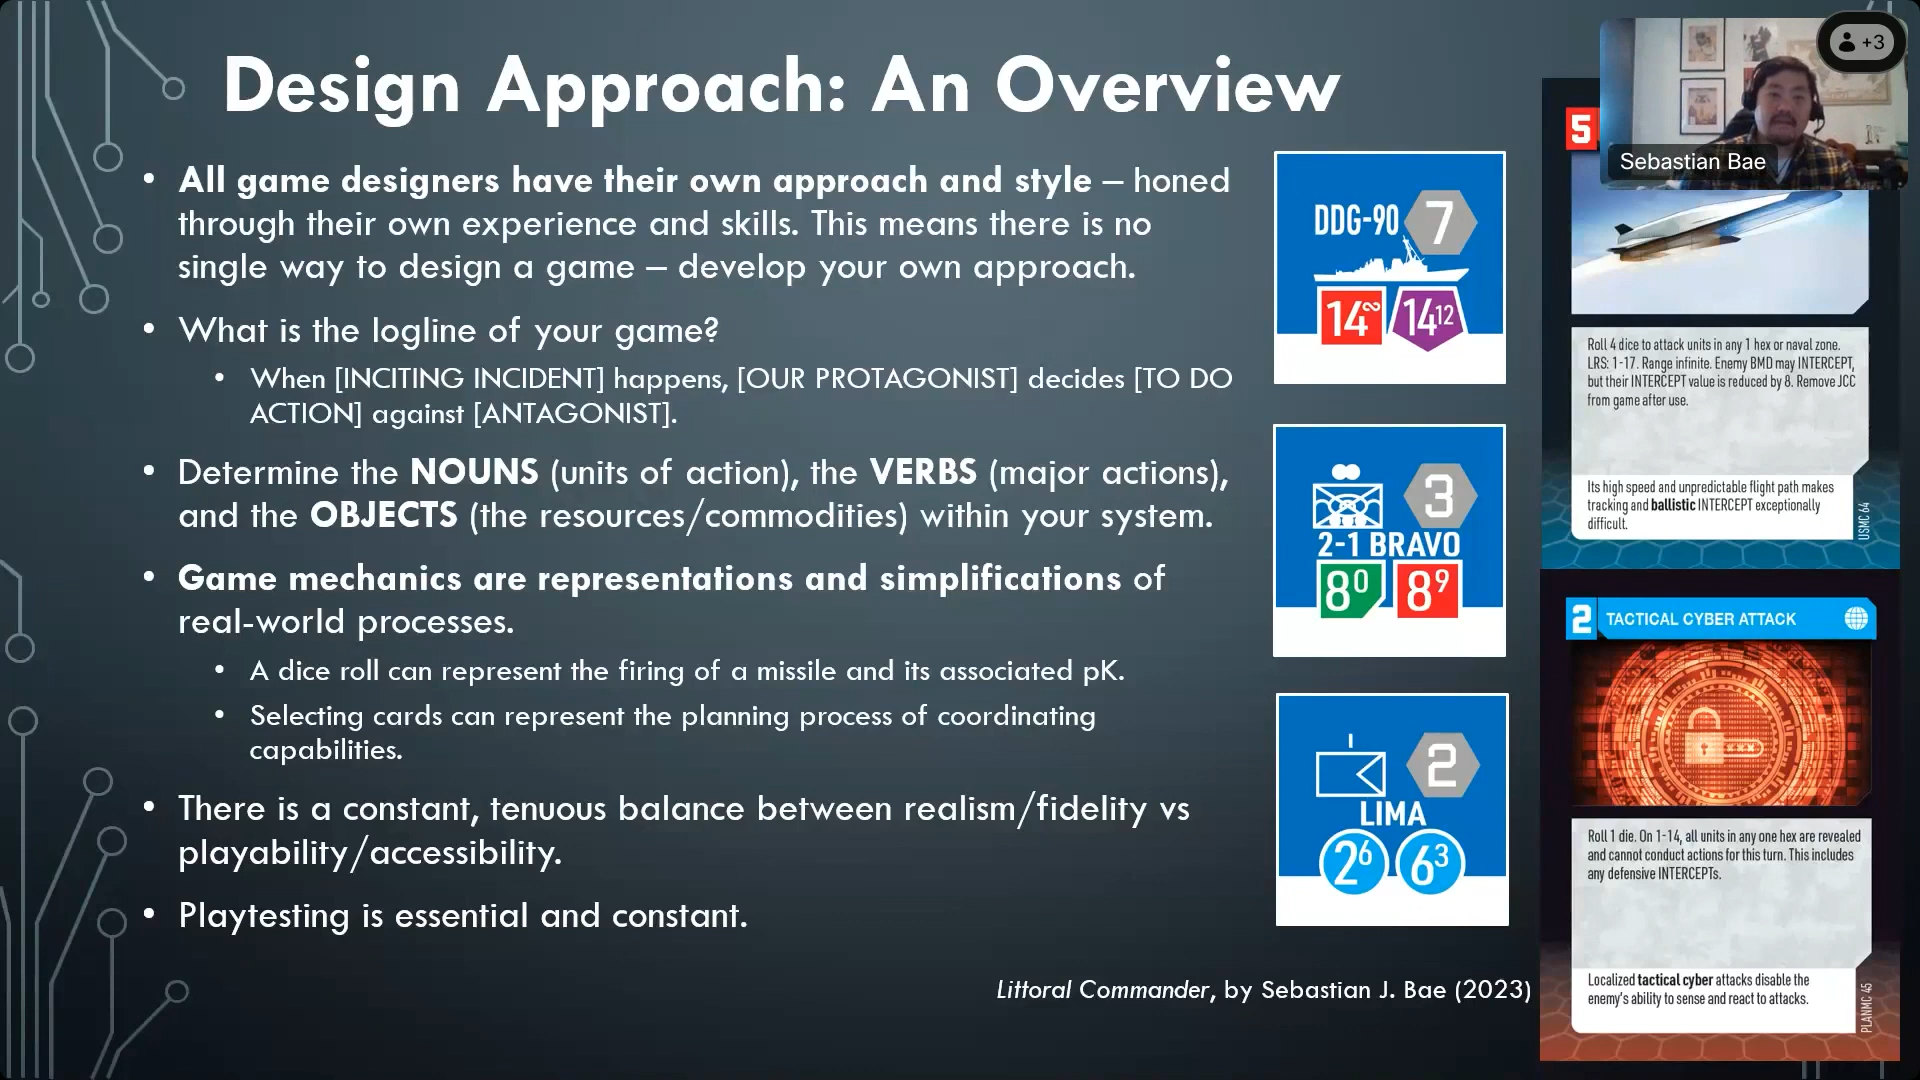 Design Approach: An Overview
• All game designers have their own approach and style – honed
through their own experience and skills. This means there is no
single way to design a game – develop your own approach.
• What is the logline of your game?
• When [INCITING INCIDENT] happens, [OUR PROTAGONIST] decides [TO DO
ACTION] against [ANTAGONIST].
• Determine the NOUNS (units of action), the VERBS (major actions),
and the OBJECTS (the resources/commodities) within your system.
• Game mechanics are representations and simplifications of
real-world processes.
• A dice roll can represent the firing of a missile and its associated pK.
• Selecting cards can represent the planning process of coordinating
capabilities.
• There is a constant, tenuous balance between realism/fidelity vs
playability/accessibility.
• Playtesting is essential and constant.
Littoral Commander, by Sebastian J. Bae (2023)
DDG-90 7
14∞ 14¹²
3
2-1 BRAVO
8⁰ 8⁹
2
LIMA
2⁶ 6³
+3
Sebastian Bae
5
Roll 4 dice to attack units in any 1 hex or naval zone.
LRS: 1-17. Range infinite. Enemy BMD may INTERCEPT,
but their INTERCEPT value is reduced by 8. Remove JCC
from game after use.
Its high speed and unpredictable flight path makes
tracking and ballistic INTERCEPT exceptionally
difficult.
USMC 64
2 TACTICAL CYBER ATTACK
Roll 1 die. On 1-14, all units in any one hex are revealed
and cannot conduct actions for this turn. This includes
any defensive INTERCEPTs.
Localized tactical cyber attacks disable the
enemy's ability to sense and react to attacks.
PLANMC 45